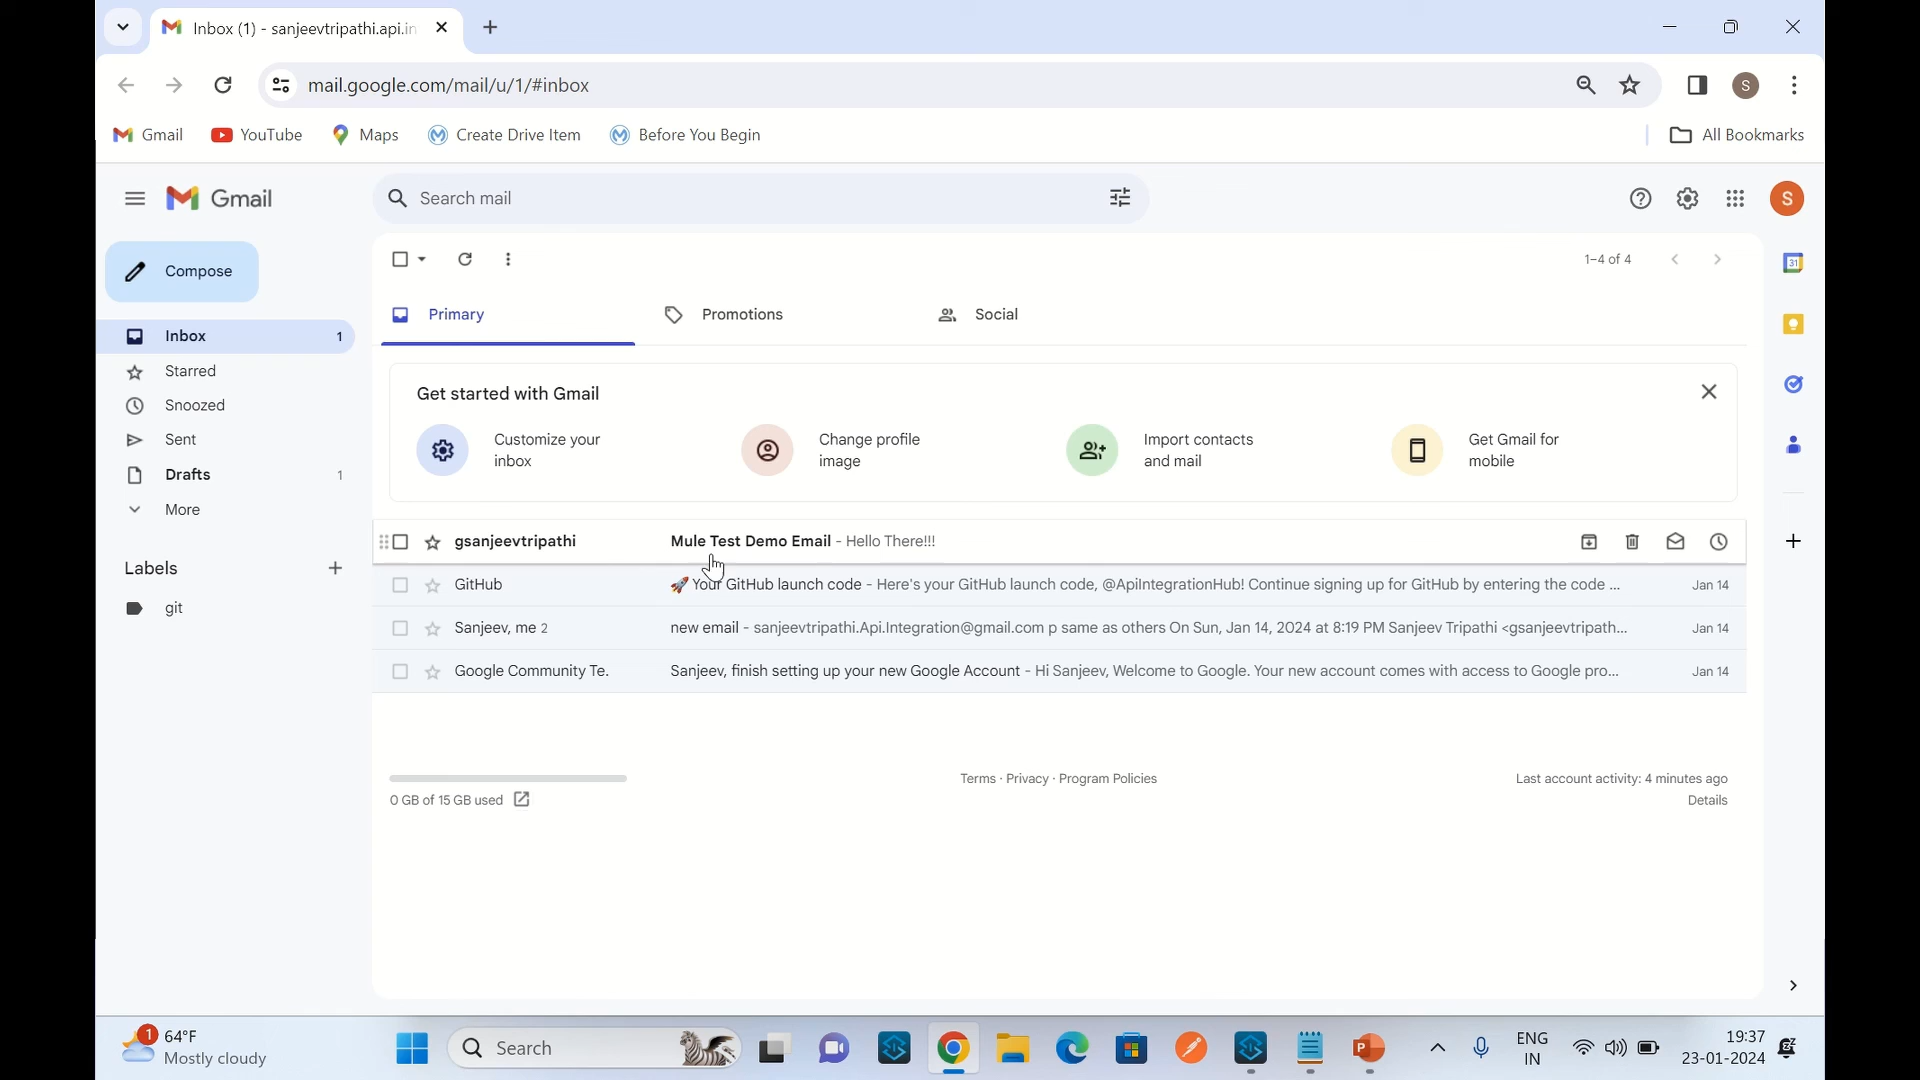 Inbox (1) - sanjeevtripathi.api.in
mail.google.com/mail/u/1/#inbox
S
Gmail
YouTube
Maps
Create Drive Item
Before You Begin
All Bookmarks
Gmail
Search mail
S
Compose
1-4 of 4
31
Primary
Promotions
Social
Inbox 1
Starred
Snoozed
Sent
Drafts 1
More
Labels
git
Get started with Gmail
Customize your inbox
Change profile image
Import contacts and mail
Get Gmail for mobile
gsanjeevtripathi Mule Test Demo Email - Hello There!!!
GitHub 🚀 Your GitHub launch code - Here's your GitHub launch code, @ApiIntegrationHub! Continue signing up for GitHub by entering the code ... Jan 14
Sanjeev, me 2 new email - sanjeevtripathi.Api.Integration@gmail.com p same as others On Sun, Jan 14, 2024 at 8:19 PM Sanjeev Tripathi <gsanjeevtripath... Jan 14
Google Community Te. Sanjeev, finish setting up your new Google Account - Hi Sanjeev, Welcome to Google. Your new account comes with access to Google pro... Jan 14
0 GB of 15 GB used
Terms · Privacy · Program Policies
Last account activity: 4 minutes ago
Details
1
64°F
Mostly cloudy
Search
P
ENG
IN
19:37
23-01-2024